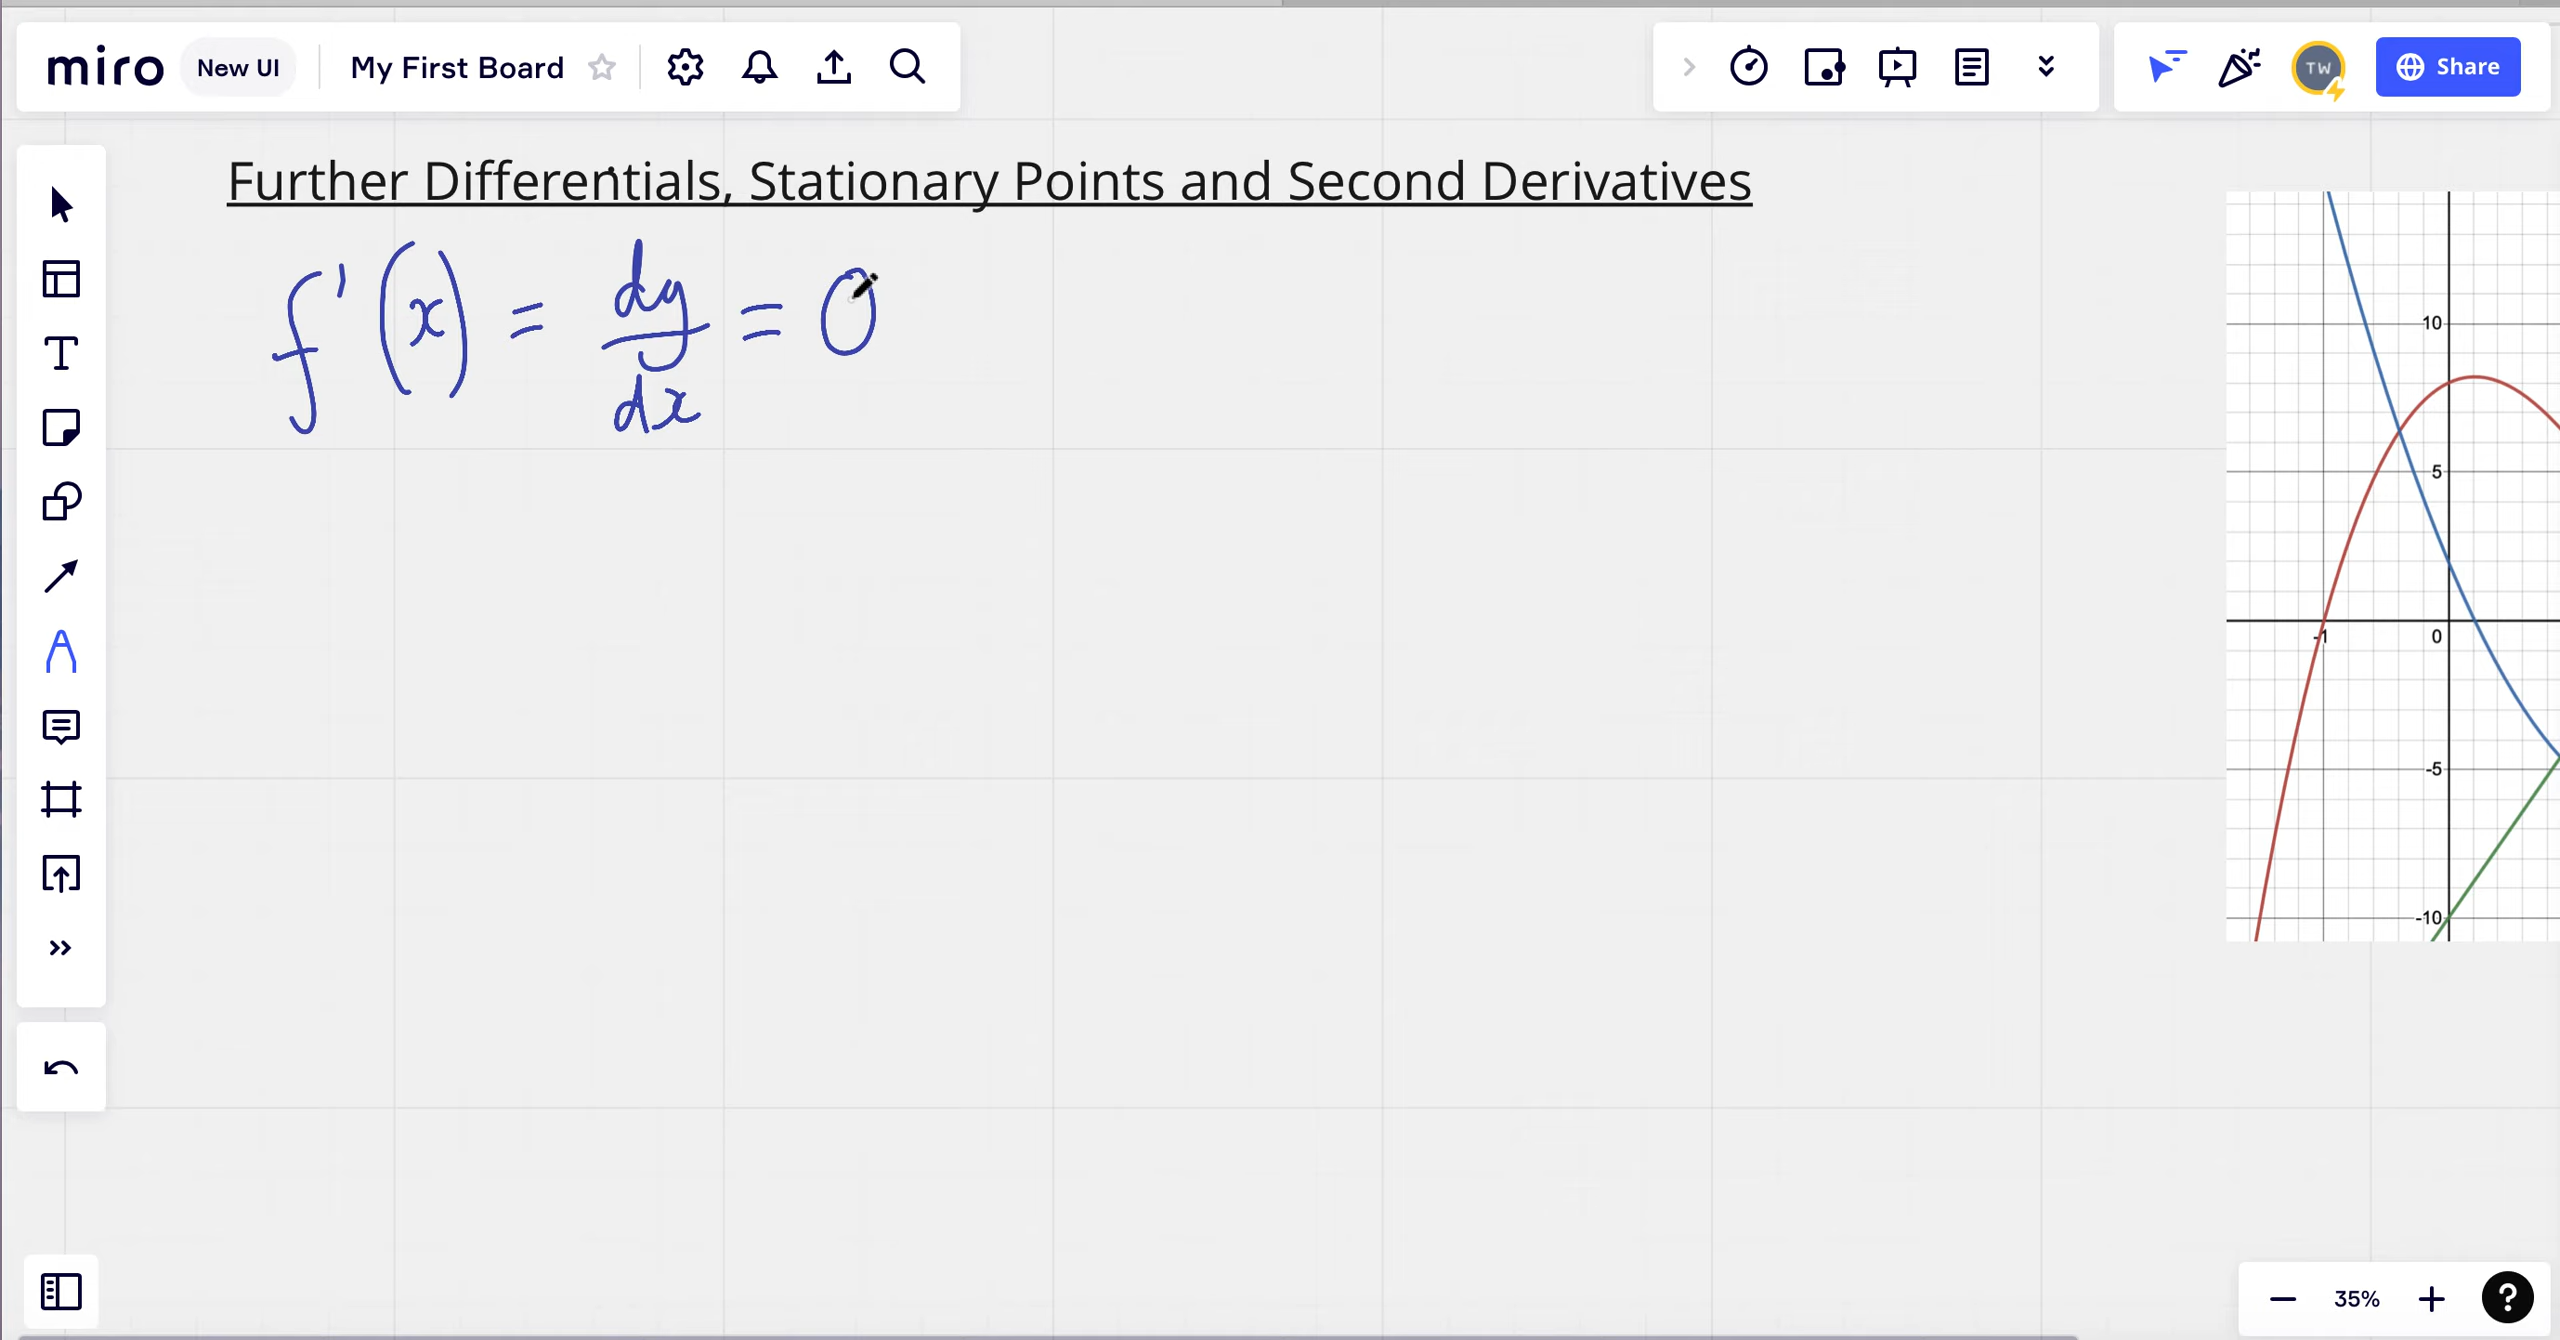 miro New UI My First Board
TW Share
Further Differentials, Stationary Points and Second Derivatives
f'(x) = dy/dx = 0
10
5
-1 0
-5
-10
35%